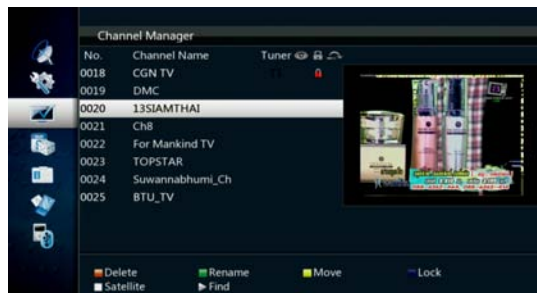 Channel Manager
No. Channel Name Tuner
0018 CGN TV
0019 DMC
0020 13SIAMTHAI
0021 Ch8
0022 For Mankind TV
0023 TOPSTAR
0024 Suwannabhumi_Ch
0025 BTU_TV
Delete Rename Move Lock
Satellite Find